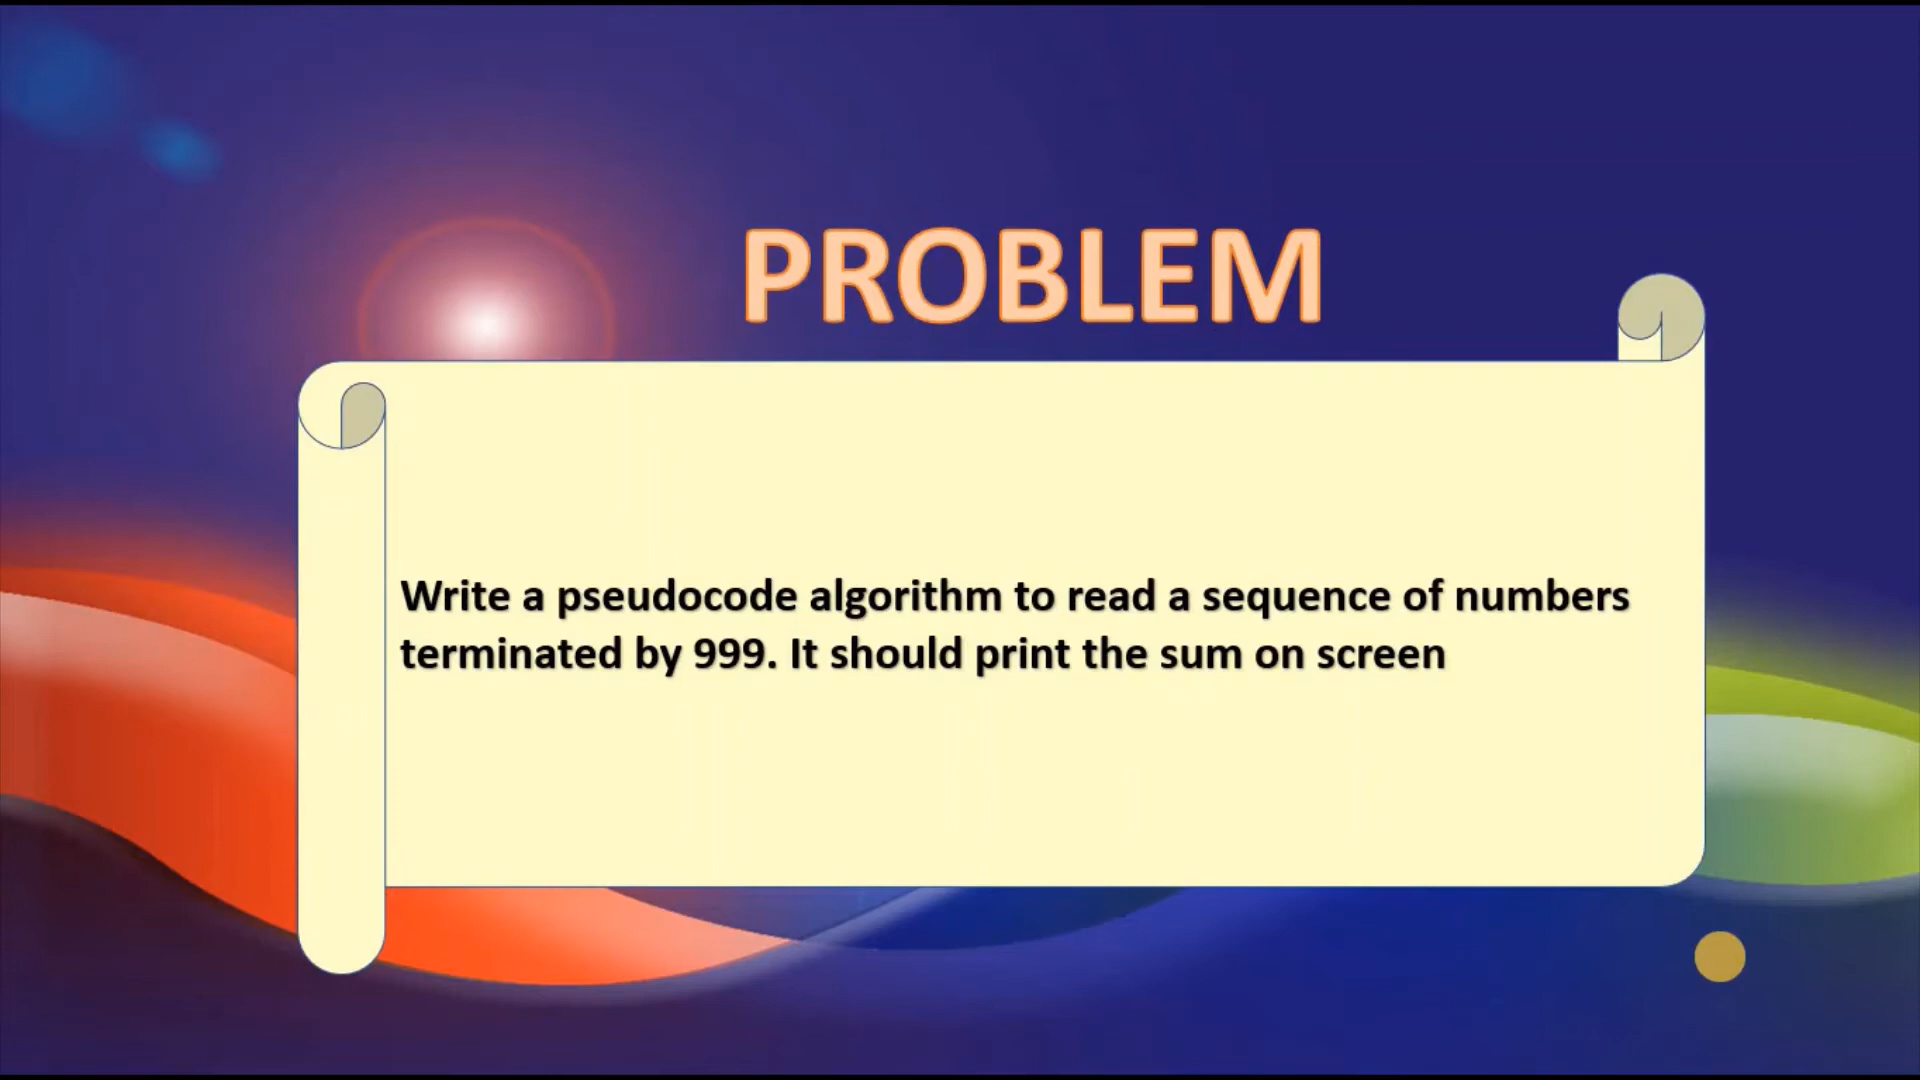 PROBLEM
Write a pseudocode algorithm to read a sequence of numbers
terminated by 999. It should print the sum on screen